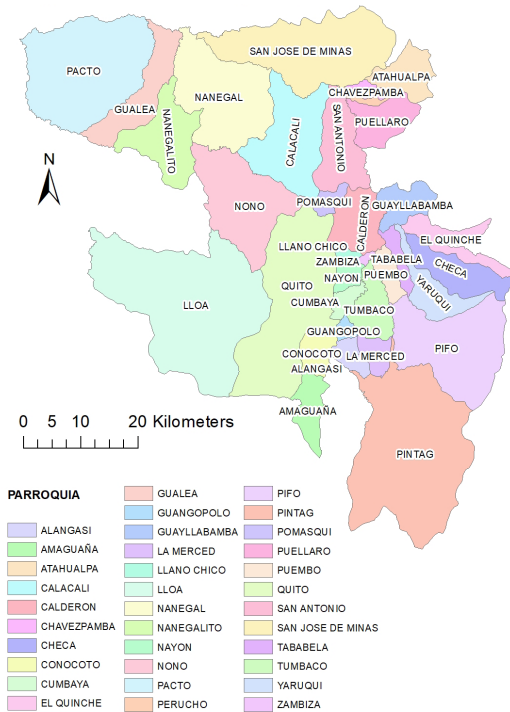 SAN JOSE DE MINAS
PACTO
ATAHUALPA
CHAVEZPAMBA
NANEGAL
GUALEA
NANEGALITO
CALACALI
SAN ANTONIO
PUELLARO
N
NONO
POMASQUI
CALDERON
GUAYLLABAMBA
LLANO CHICO
EL QUINCHE
ZAMBIZA
TABABELA
CHECA
NAYON
PUEMBO
YARUQUI
QUITO
CUMBAYA
TUMBACO
LLOA
GUANGOPOLO
PIFO
CONOCOTO
LA MERCED
ALANGASI
AMAGUAÑA
0 5 10 20 Kilometers
PINTAG
PARROQUIA
ALANGASI
AMAGUAÑA
ATAHUALPA
CALACALI
CALDERON
CHAVEZPAMBA
CHECA
CONOCOTO
CUMBAYA
EL QUINCHE
GUALEA
GUANGOPOLO
GUAYLLABAMBA
LA MERCED
LLANO CHICO
LLOA
NANEGAL
NANEGALITO
NAYON
NONO
PACTO
PERUCHO
PIFO
PINTAG
POMASQUI
PUELLARO
PUEMBO
QUITO
SAN ANTONIO
SAN JOSE DE MINAS
TABABELA
TUMBACO
YARUQUI
ZAMBIZA